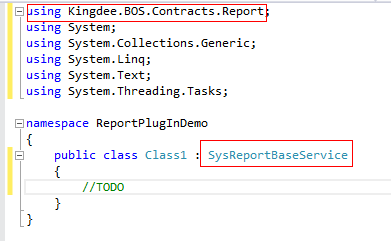 using Kingdee.BOS.Contracts.Report;
using System;
using System.Collections.Generic;
using System.Linq;
using System.Text;
using System.Threading.Tasks;
namespace ReportPlugInDemo
{
public class Class1 : SysReportBaseService
{
//TODO
}
}